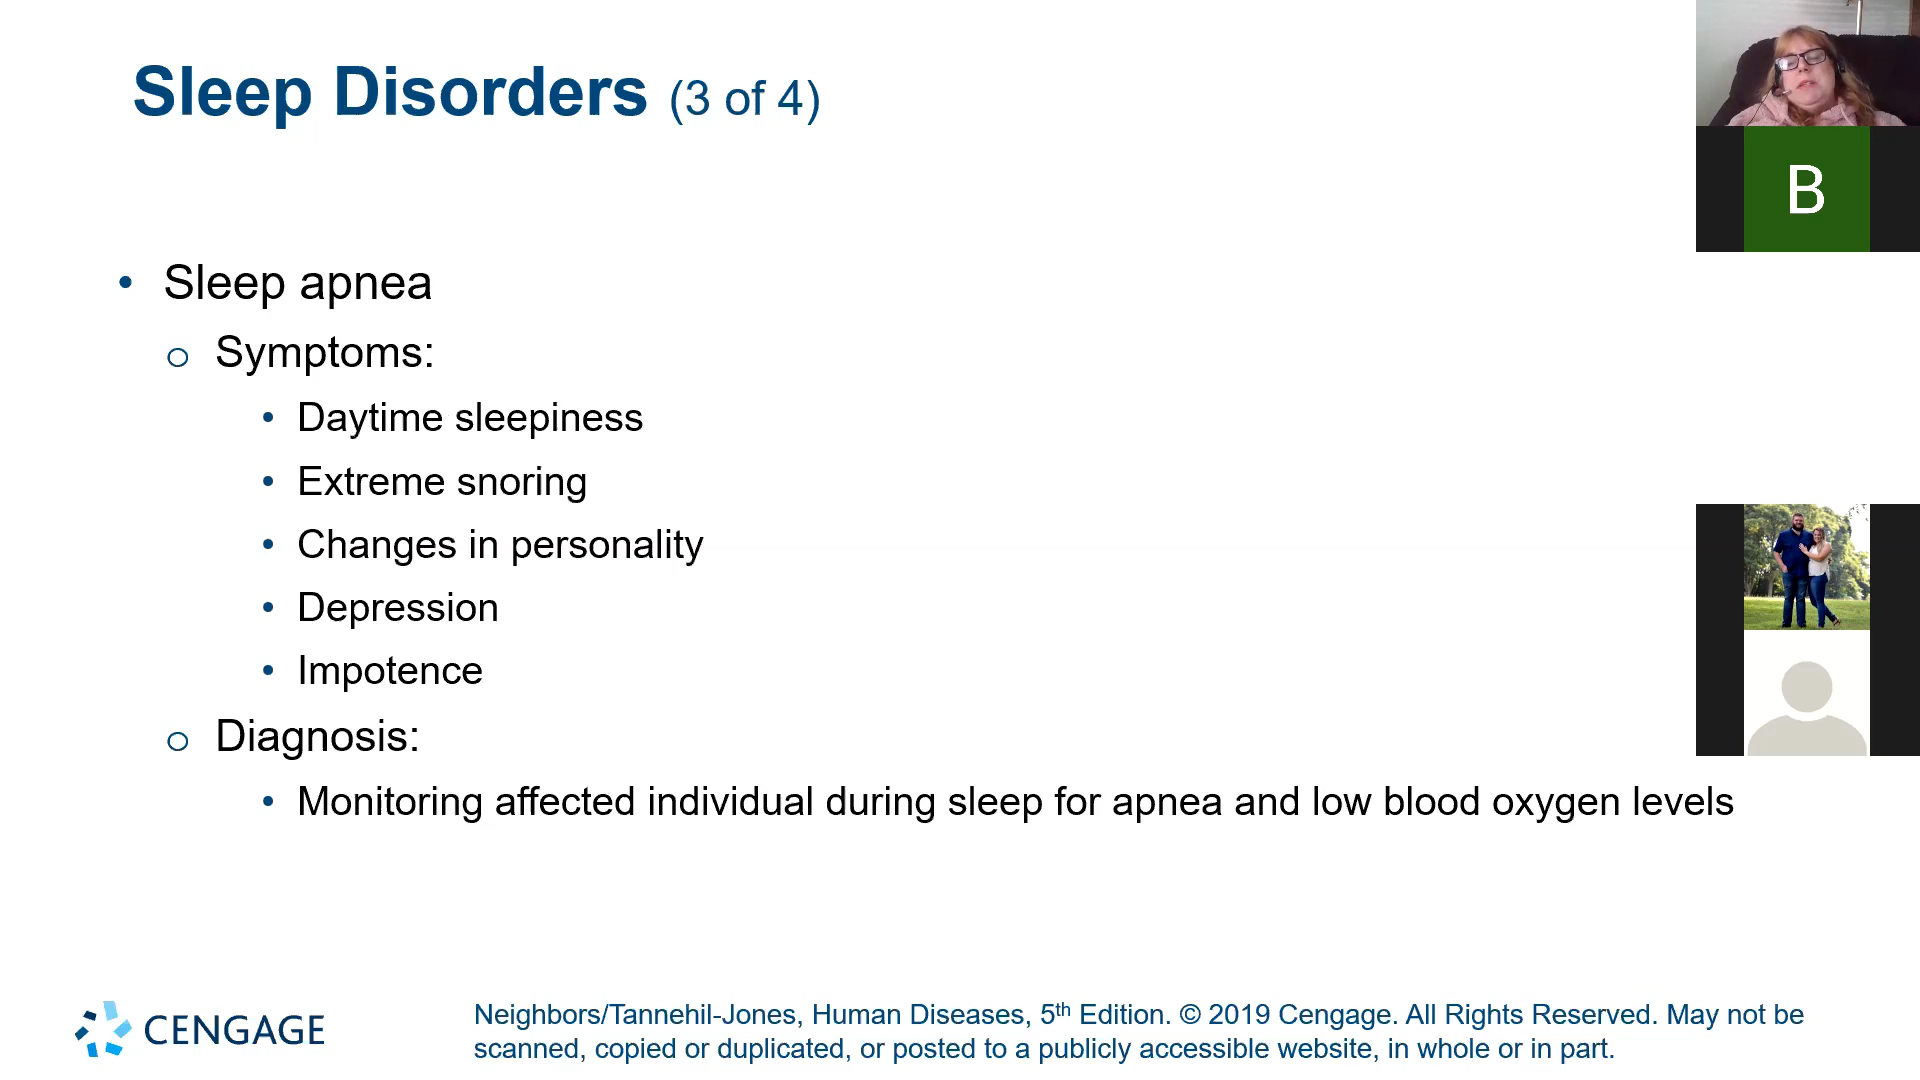 Sleep Disorders (3 of 4)
B
• Sleep apnea
o Symptoms:
• Daytime sleepiness
• Extreme snoring
• Changes in personality
• Depression
• Impotence
o Diagnosis:
• Monitoring affected individual during sleep for apnea and low blood oxygen levels
CENGAGE
Neighbors/Tannehil-Jones, Human Diseases, 5th Edition. © 2019 Cengage. All Rights Reserved. May not be
scanned, copied or duplicated, or posted to a publicly accessible website, in whole or in part.